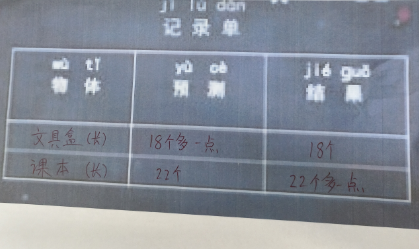 jì lù dān
记录单
wù tǐ yù cè jié guǒ
物体 预测 结果
文具盒(长) 18个多一点, 18个
课本(长) 22个 22个多一点,